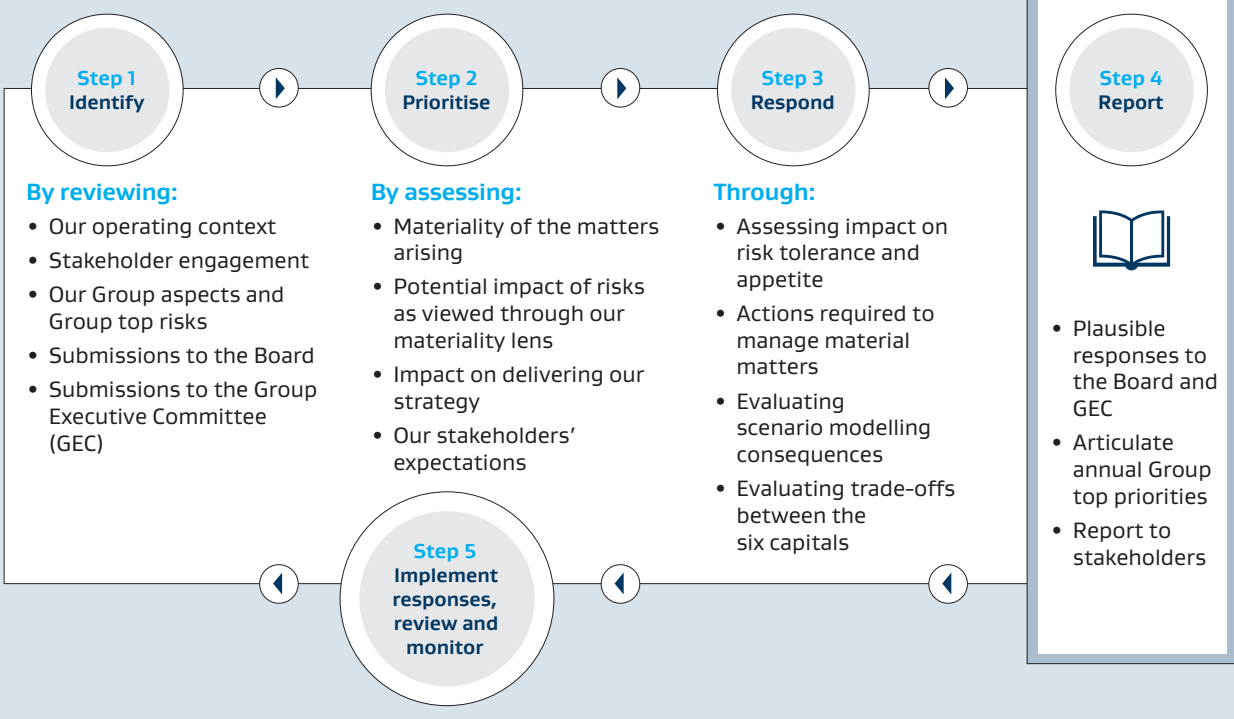 Step 1
Identify
By reviewing:
• Our operating context
• Stakeholder engagement
• Our Group aspects and
Group top risks
• Submissions to the Board
• Submissions to the Group
Executive Committee
(GEC)
Step 2
Prioritise
By assessing:
• Materiality of the matters
arising
• Potential impact of risks
as viewed through our
materiality lens
• Impact on delivering our
strategy
• Our stakeholders’
expectations
Step 3
Respond
Through:
• Assessing impact on
risk tolerance and
appetite
• Actions required to
manage material
matters
• Evaluating
scenario modelling
consequences
• Evaluating trade-offs
between the
six capitals
Step 4
Report
• Plausible
responses to
the Board and
GEC
• Articulate
annual Group
top priorities
• Report to
stakeholders
Step 5
Implement
responses,
review and
monitor